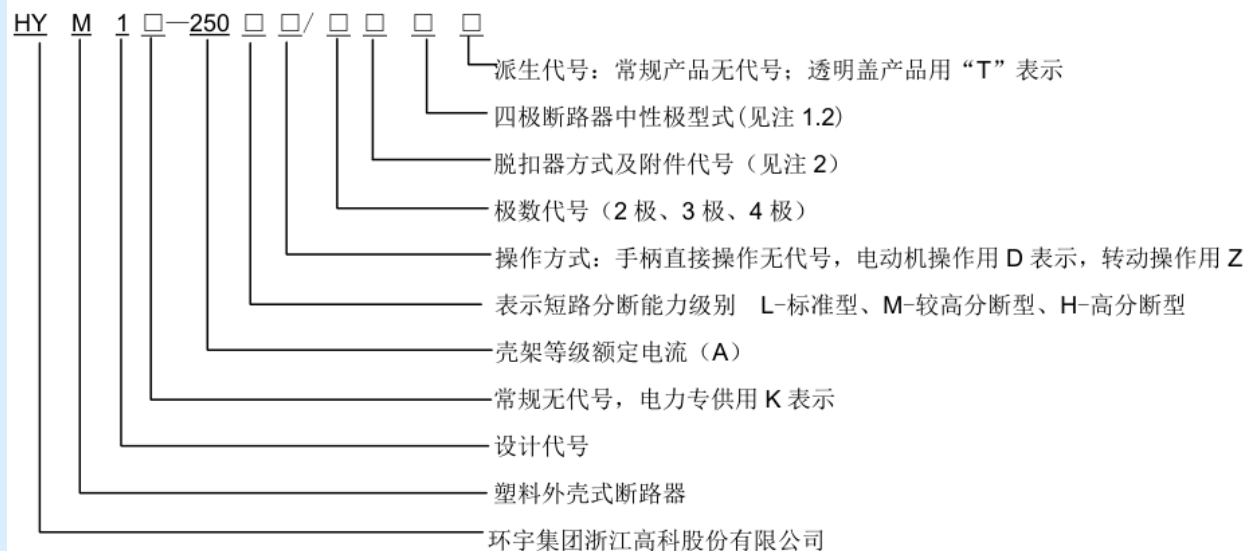 HY M 1 □—250 □ □/ □ □ □ □
派生代号：常规产品无代号；透明盖产品用“T”表示
四极断路器中性极型式(见注 1.2)
脱扣器方式及附件代号（见注 2）
极数代号（2 极、3 极、4 极）
操作方式：手柄直接操作无代号，电动机操作用 D 表示，转动操作用 Z
表示短路分断能力级别 L-标准型、M-较高分断型、H-高分断型
壳架等级额定电流（A）
常规无代号，电力专供用 K 表示
设计代号
塑料外壳式断路器
环宇集团浙江高科股份有限公司